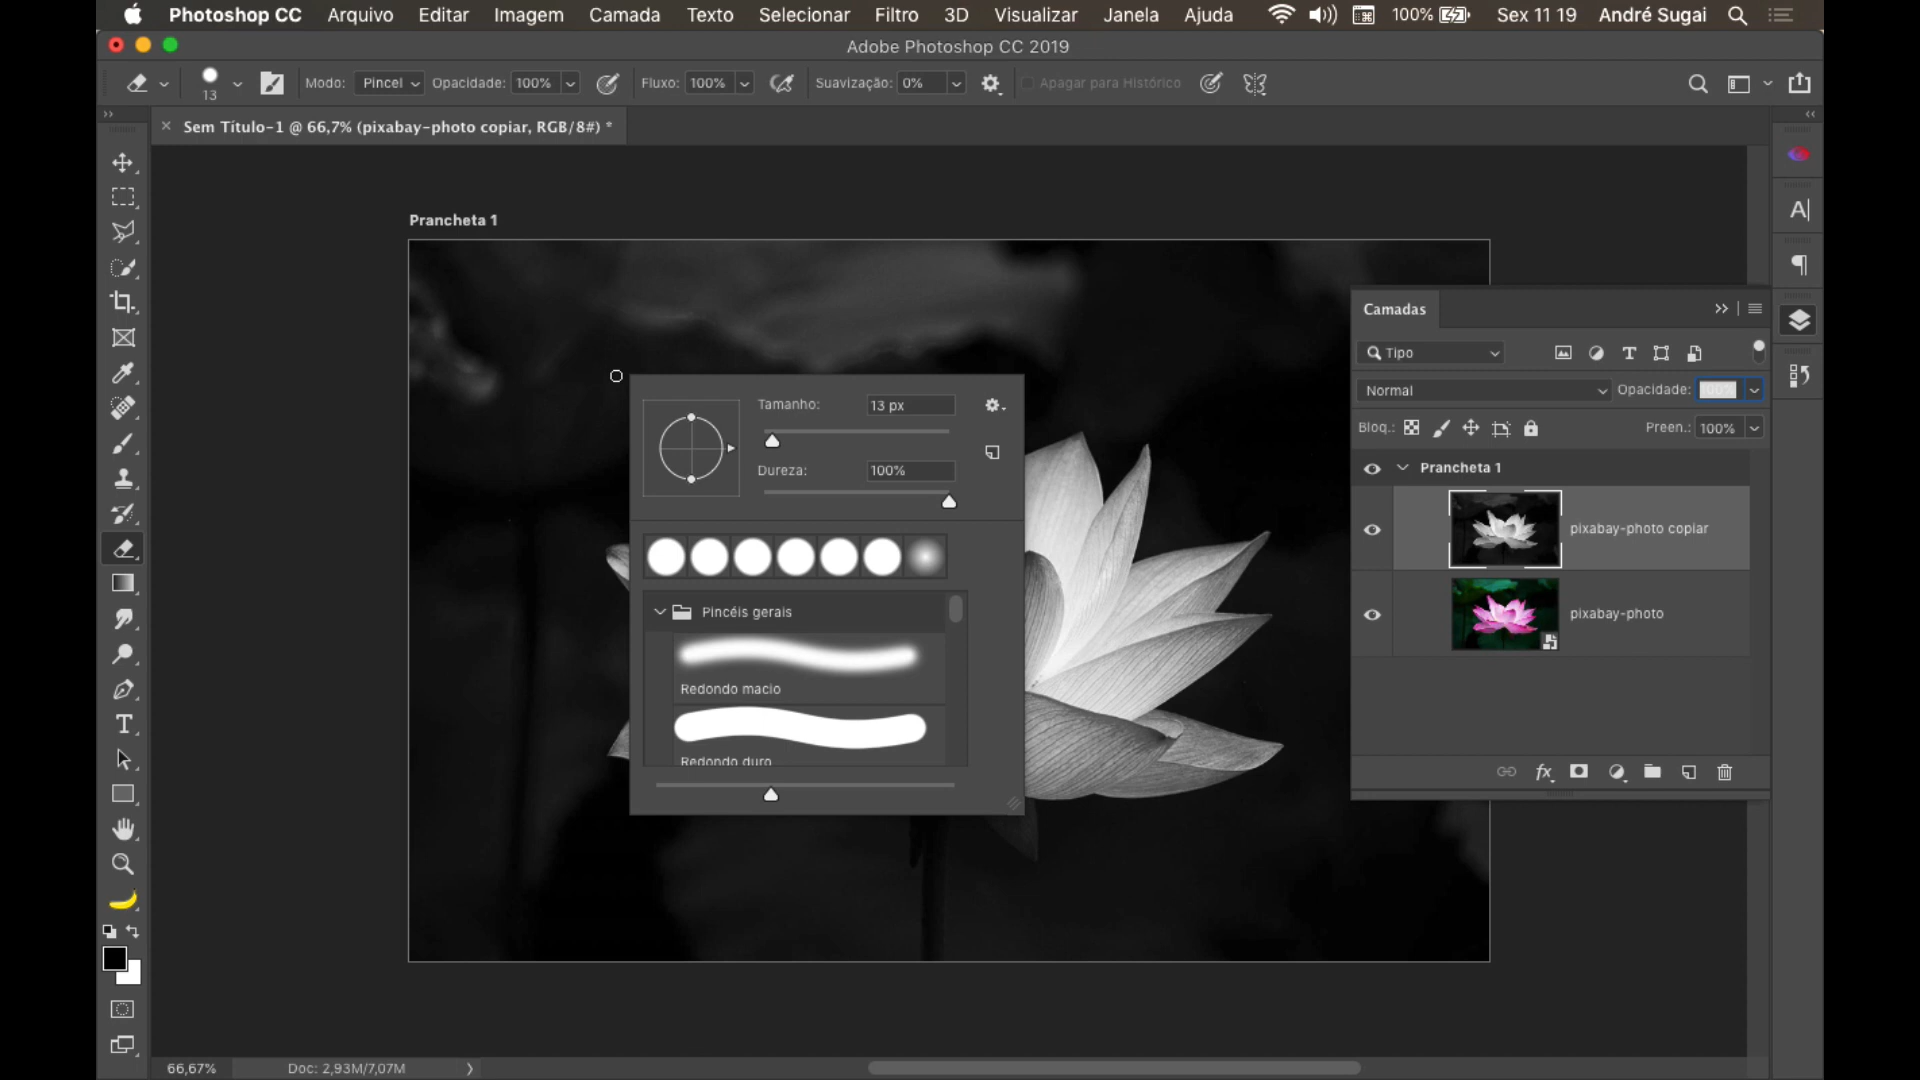 Photoshop CC Arquivo Editar Imagem Camada Texto Selecionar Filtro 3D Visualizar Janela Ajuda 100% Sex 11 19 André Sugai
Adobe Photoshop CC 2019
13 Modo: Pincel Opacidade: 100% Fluxo: 100% Suavização: 0% Apagar para Histórico
Sem Título-1 @ 66,7% (pixabay-photo copiar, RGB/8#) *
Prancheta 1
Tamanho: 13 px
Dureza: 100%
Pincéis gerais
Redondo macio
Redondo duro
Camadas
Tipo
Normal Opacidade: 100%
Bloq.: Preen.: 100%
Prancheta 1
pixabay-photo copiar
pixabay-photo
66,67% Doc: 2,93M/7,07M